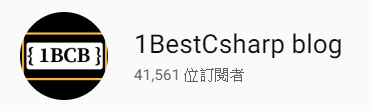 { 1BCB }
1BestCsharp blog
41,561 位訂閱者